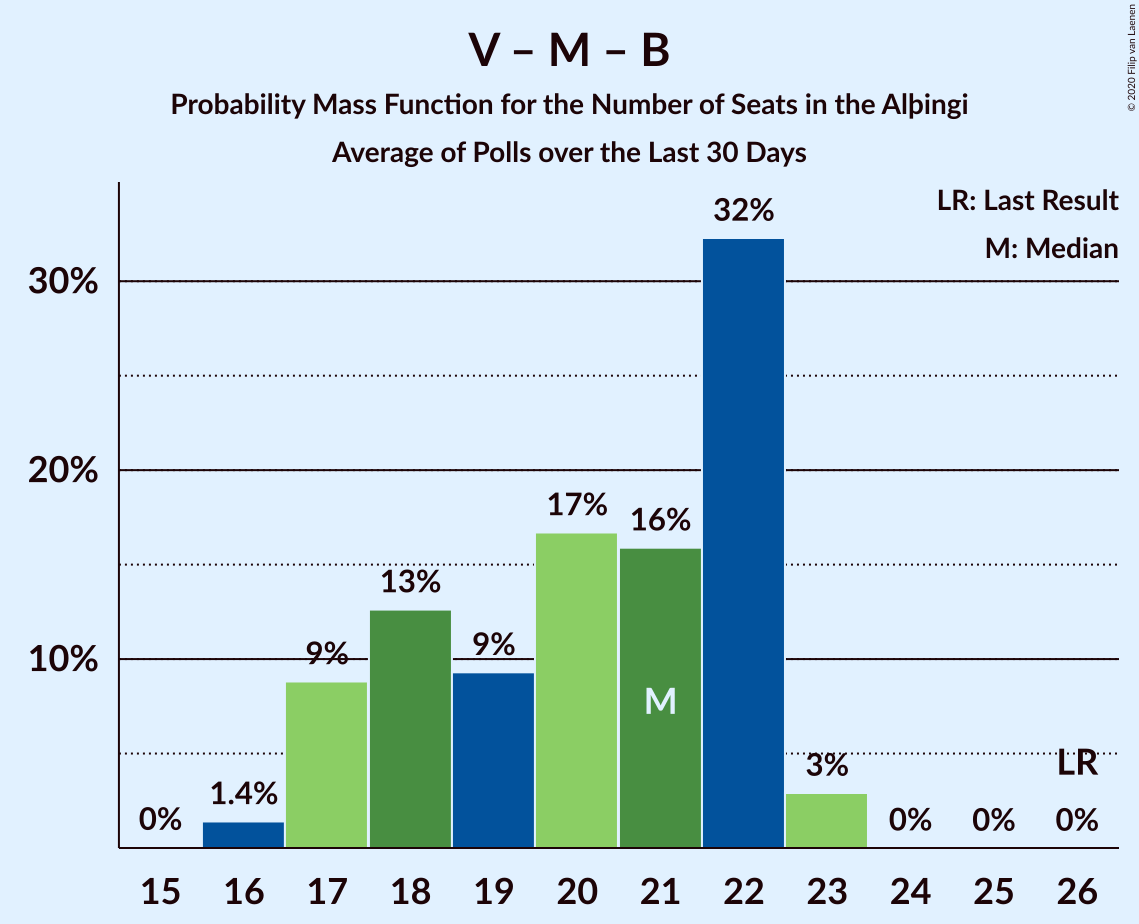 V – M – B
Probability Mass Function for the Number of Seats in the Alþingi
Average of Polls over the Last 30 Days
© 2020 Filip van Laenen
LR: Last Result
M: Median
30%
20%
10%
0%
1.4%
9%
13%
9%
17%
16%
32%
3%
0%
0%
0%
M
LR
15 16 17 18 19 20 21 22 23 24 25 26